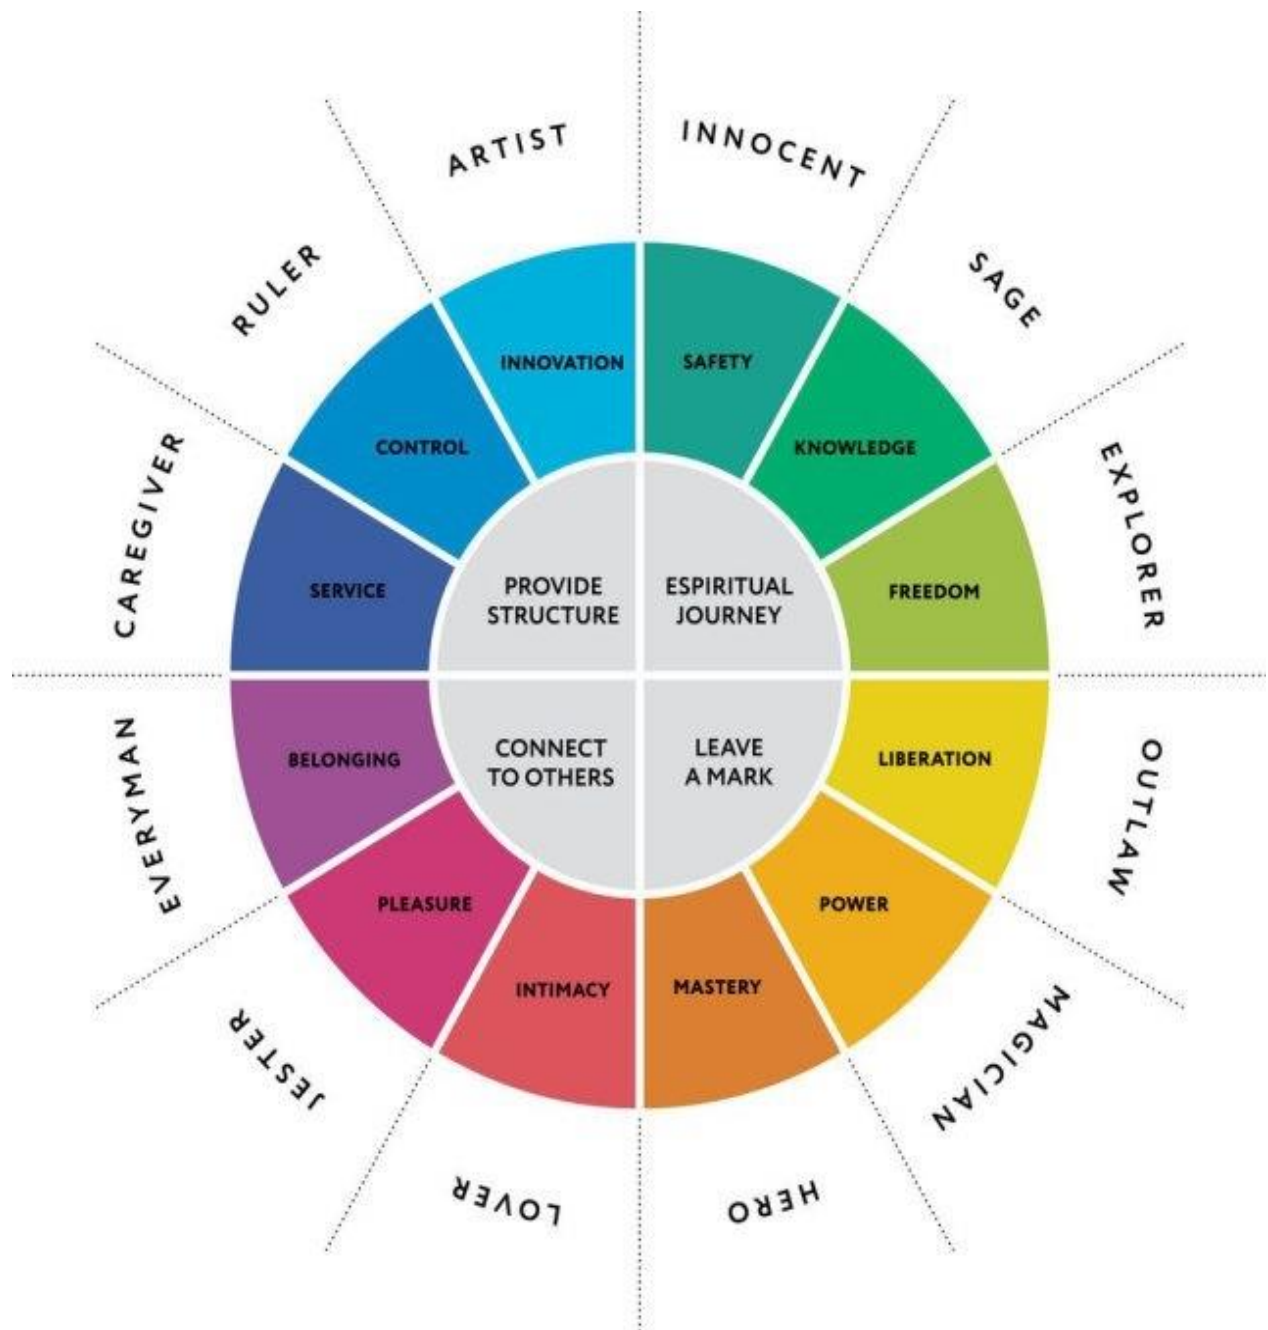 ARTIST
INNOCENT
RULER
SAGE
CAREGIVER
EXPLORER
EVERYMAN
OUTLAW
JESTER
MAGICIAN
LOVER
HERO
INNOVATION
SAFETY
CONTROL
KNOWLEDGE
SERVICE
FREEDOM
BELONGING
LIBERATION
PLEASURE
POWER
INTIMACY
MASTERY
PROVIDE
STRUCTURE
ESPIRITUAL
JOURNEY
CONNECT
TO OTHERS
LEAVE
A MARK